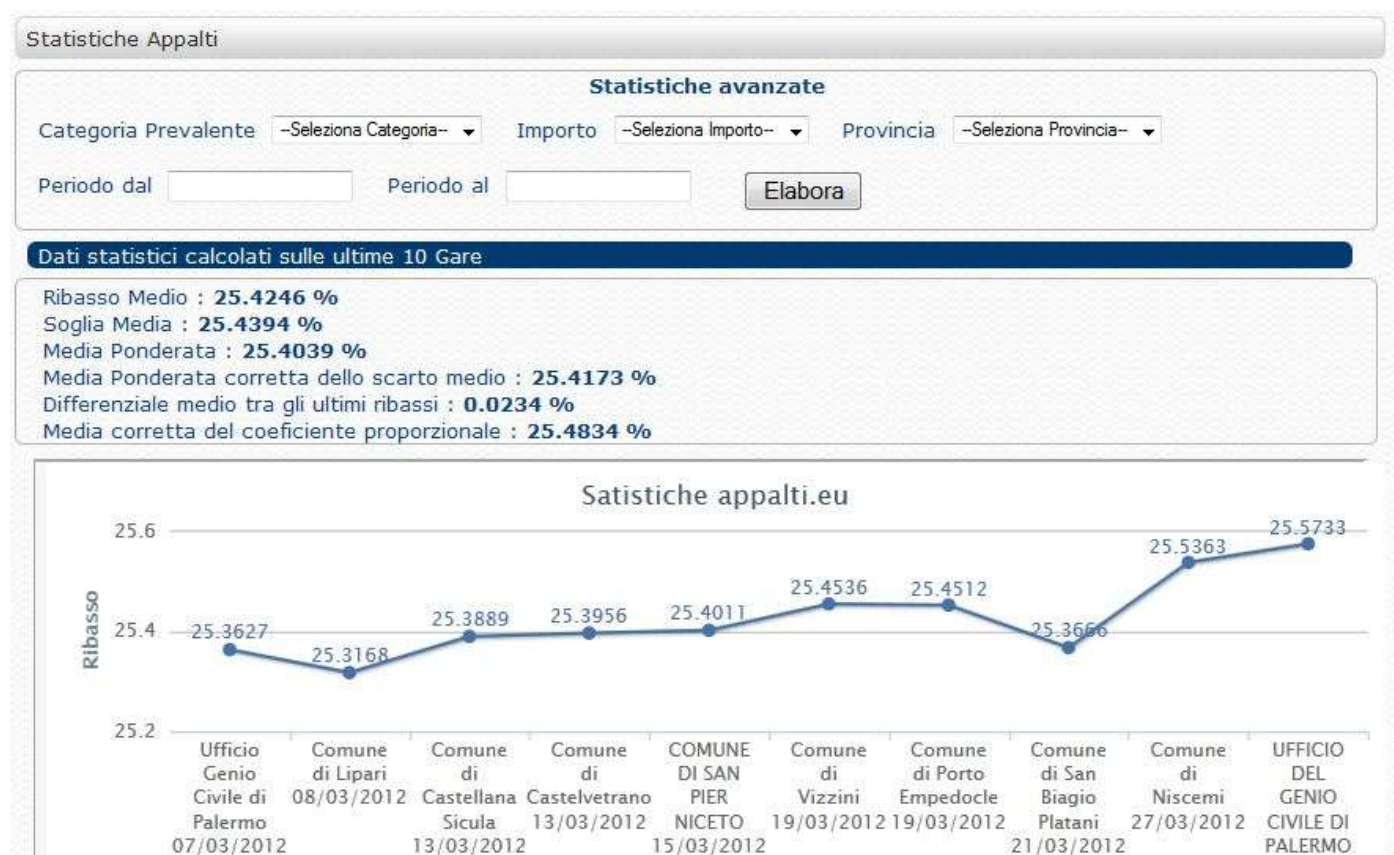 Statistiche Appalti
Statistiche avanzate
Categoria Prevalente --Seleziona Categoria-- Importo --Seleziona Importo-- Provincia --Seleziona Provincia--
Periodo dal Periodo al Elabora
Dati statistici calcolati sulle ultime 10 Gare
Ribasso Medio : 25.4246 %
Soglia Media : 25.4394 %
Media Ponderata : 25.4039 %
Media Ponderata corretta dello scarto medio : 25.4173 %
Differenziale medio tra gli ultimi ribassi : 0.0234 %
Media corretta del coeficiente proporzionale : 25.4834 %
Satistiche appalti.eu
Ribasso
25.6
25.4
25.2
25.3627
25.3168
25.3889
25.3956
25.4011
25.4536
25.4512
25.3666
25.5363
25.5733
Ufficio
Genio
Civile di
Palermo
07/03/2012
Comune
di Lipari
08/03/2012
Comune
di
Castellana
Sicula
13/03/2012
Comune
di
Castelvetrano
13/03/2012
COMUNE
DI SAN
PIER
NICETO
15/03/2012
Comune
di
Vizzini
19/03/2012
Comune
di Porto
Empedocle
19/03/2012
Comune
di San
Biagio
Platani
21/03/2012
Comune
di
Niscemi
27/03/2012
UFFICIO
DEL
GENIO
CIVILE DI
PALERMO